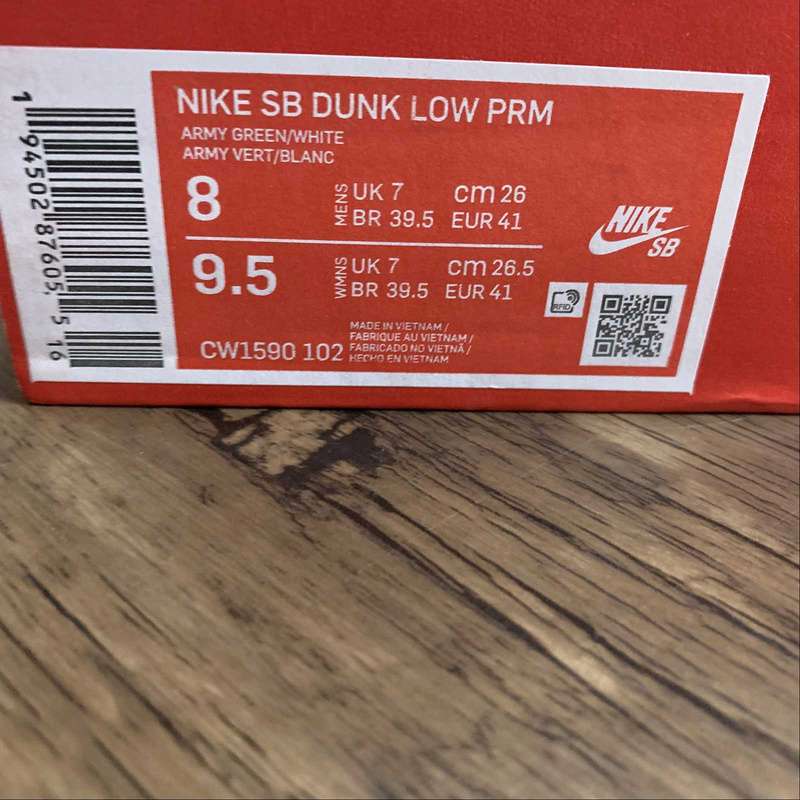 NIKE SB DUNK LOW PRM
ARMY GREEN/WHITE
ARMY VERT/BLANC
8
MENS
UK 7 cm 26
BR 39.5 EUR 41
NIKE
SB
9.5
WMNS
UK 7 cm 26.5
BR 39.5 EUR 41
RFID
CW1590 102
MADE IN VIETNAM /
FABRIQUE AU VIETNAM /
FABRICADO NO VIETNÃ /
HECHO EN VIETNAM
1 94502 87605 5 16